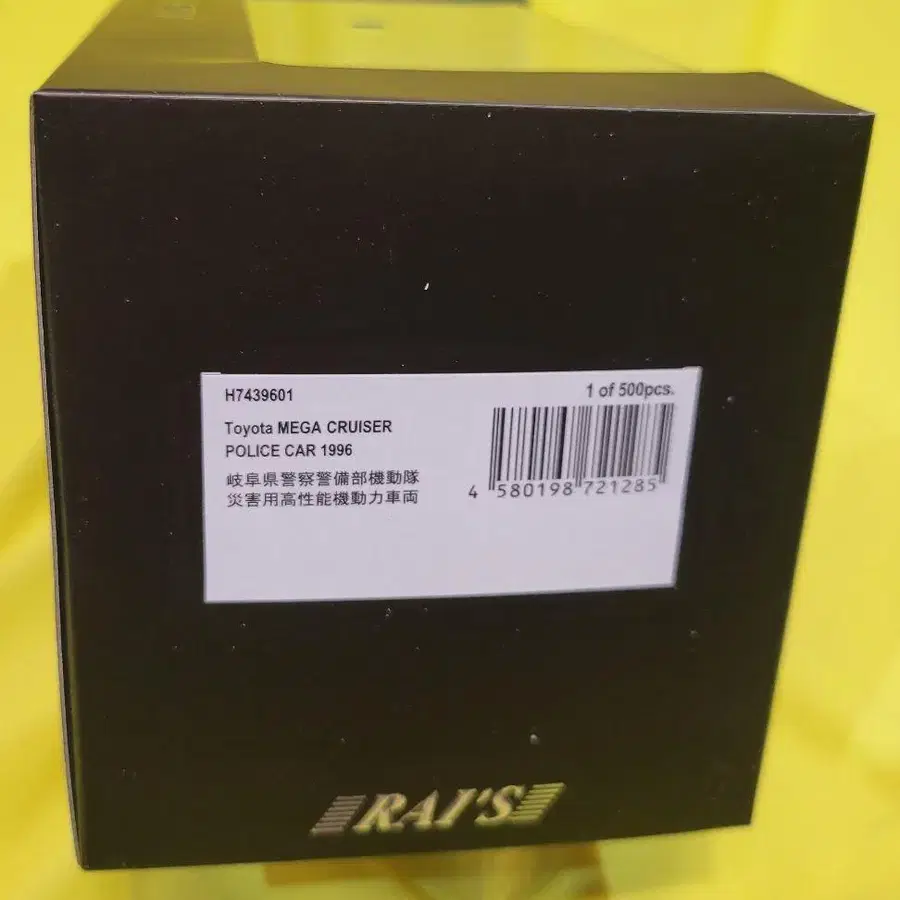 H7439601
1 of 500pcs.
Toyota MEGA CRUISER
POLICE CAR 1996
岐阜県警察警備部機動隊
災害用高性能機動力車両
4 580198 721285
RAI'S